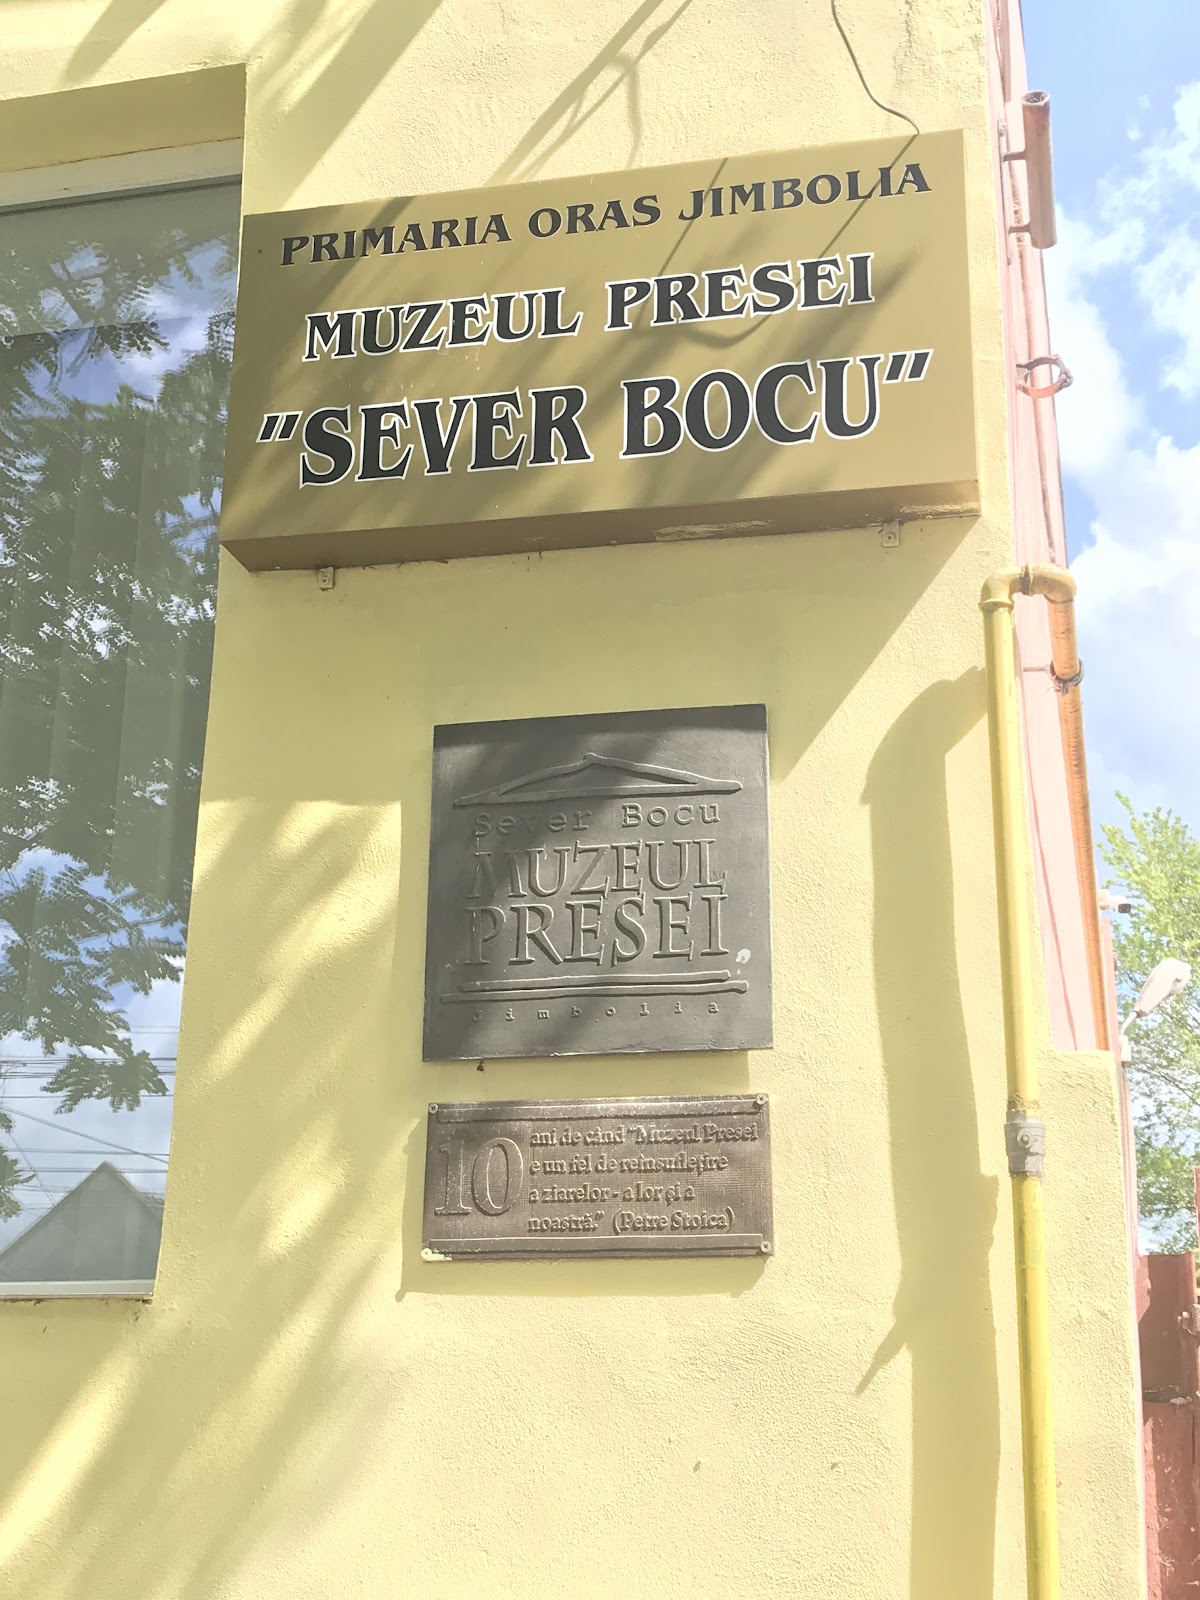 PRIMARIA ORAS JIMBOLIA
MUZEUL PRESEI
"SEVER BOCU"
Sever Bocu
MUZEUL
PRESEI
Jimbolia
10 ani de când "Muzeul Presei
e un fel de reînsufleţire
a ziarelor - a lor şi a
noastră." (Petre Stoica)